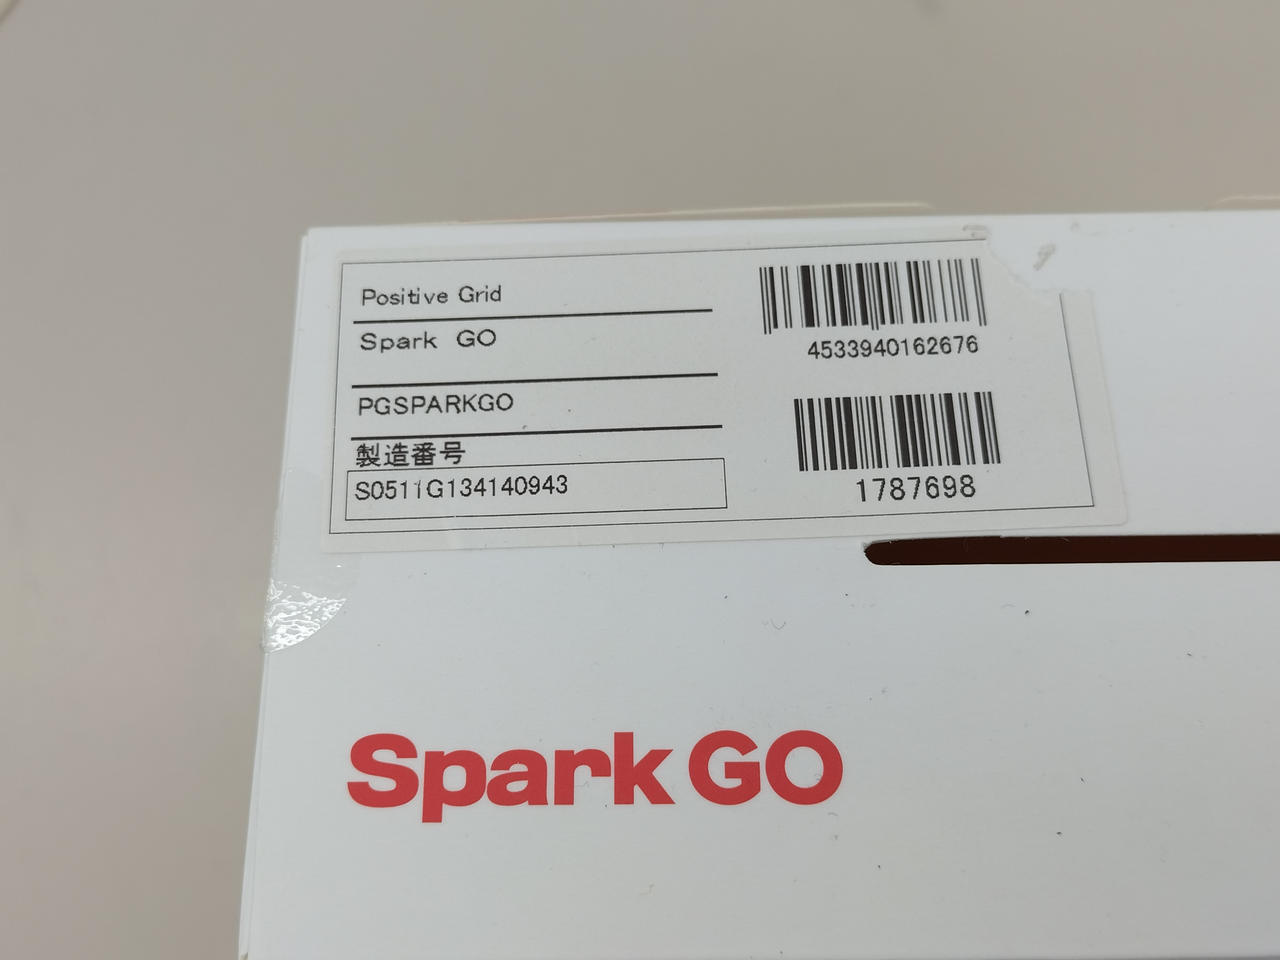 Positive Grid
Spark GO
PGSPARKGO
製造番号
S0511G134140943
4533940162676
1787698
Spark GO